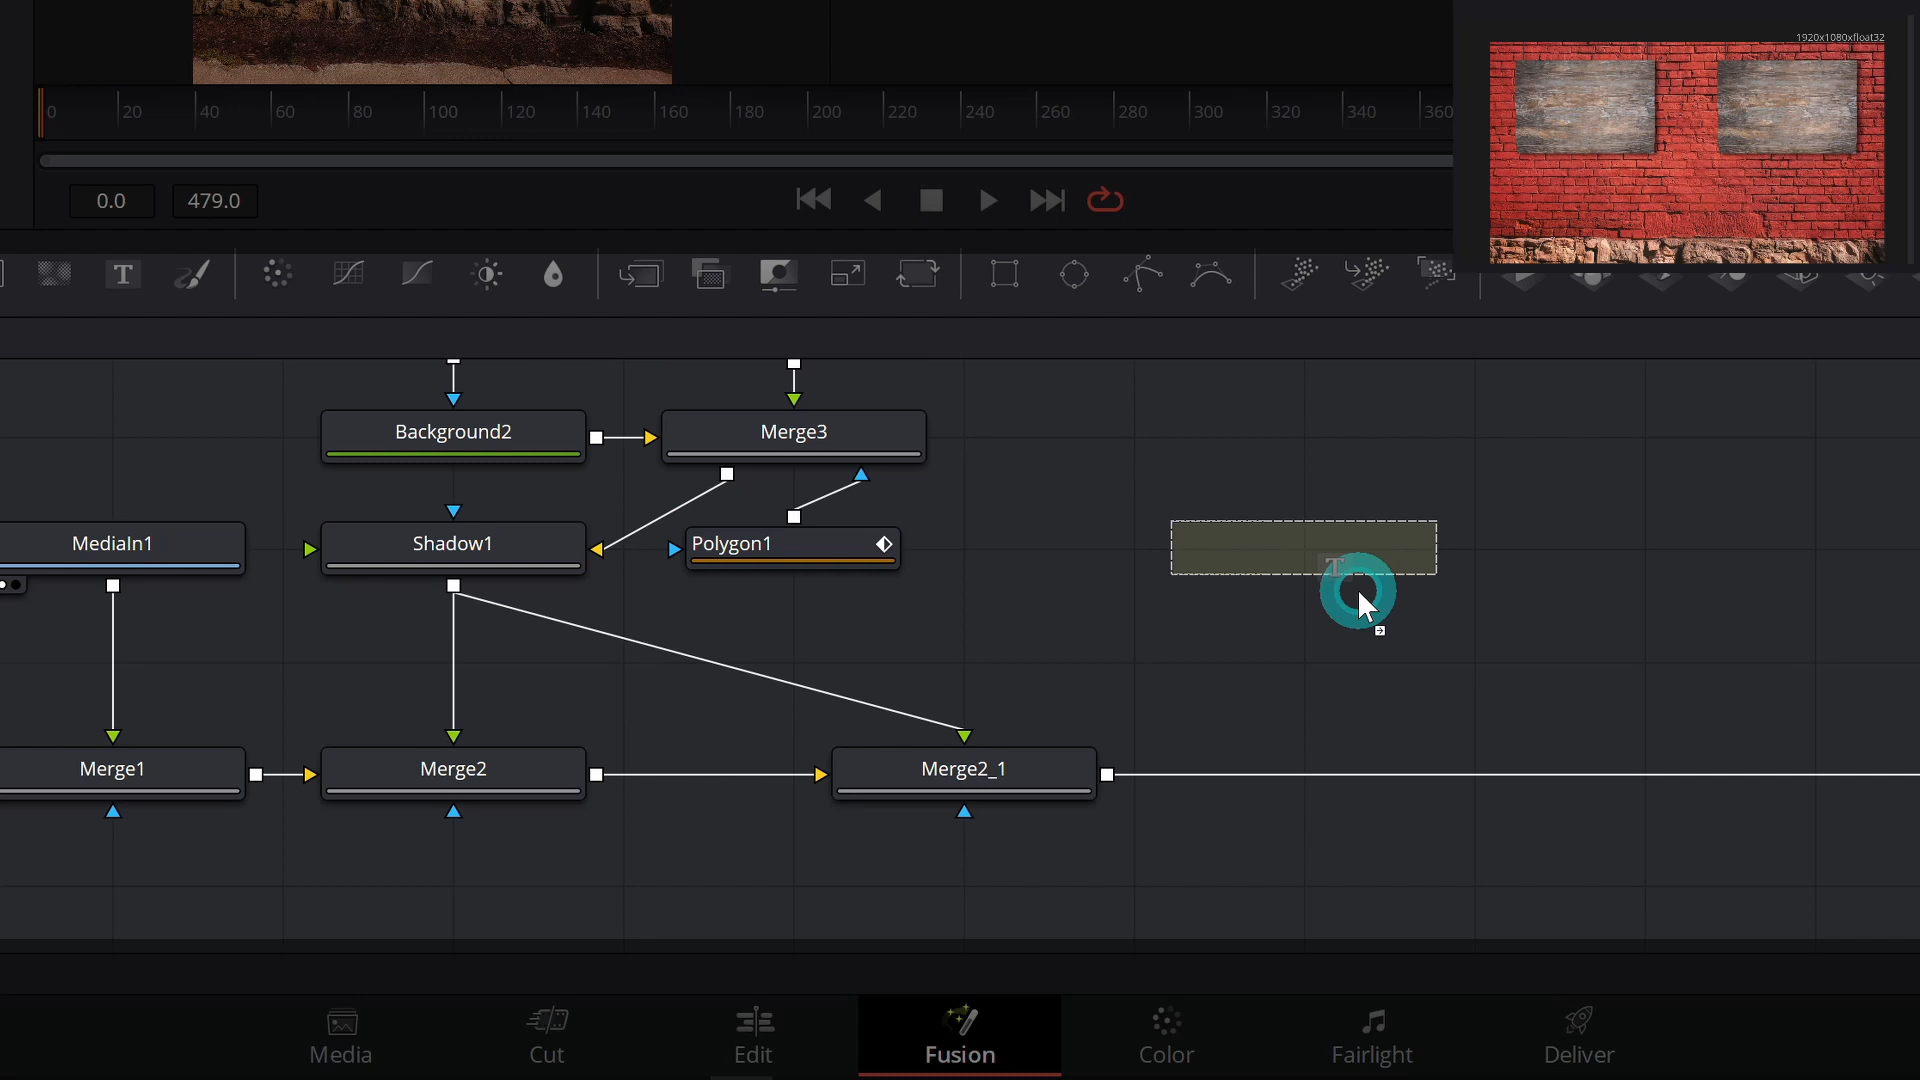 1920x1080xfloat32
0 20 40 60 80 100 120 140 160 180 200 220 240 260 280 300 320 340 360
0.0 479.0
T
Background2 Merge3
MediaIn1 Shadow1 Polygon1
T
Merge1 Merge2 Merge2_1
Media Cut Edit Fusion Color Fairlight Deliver